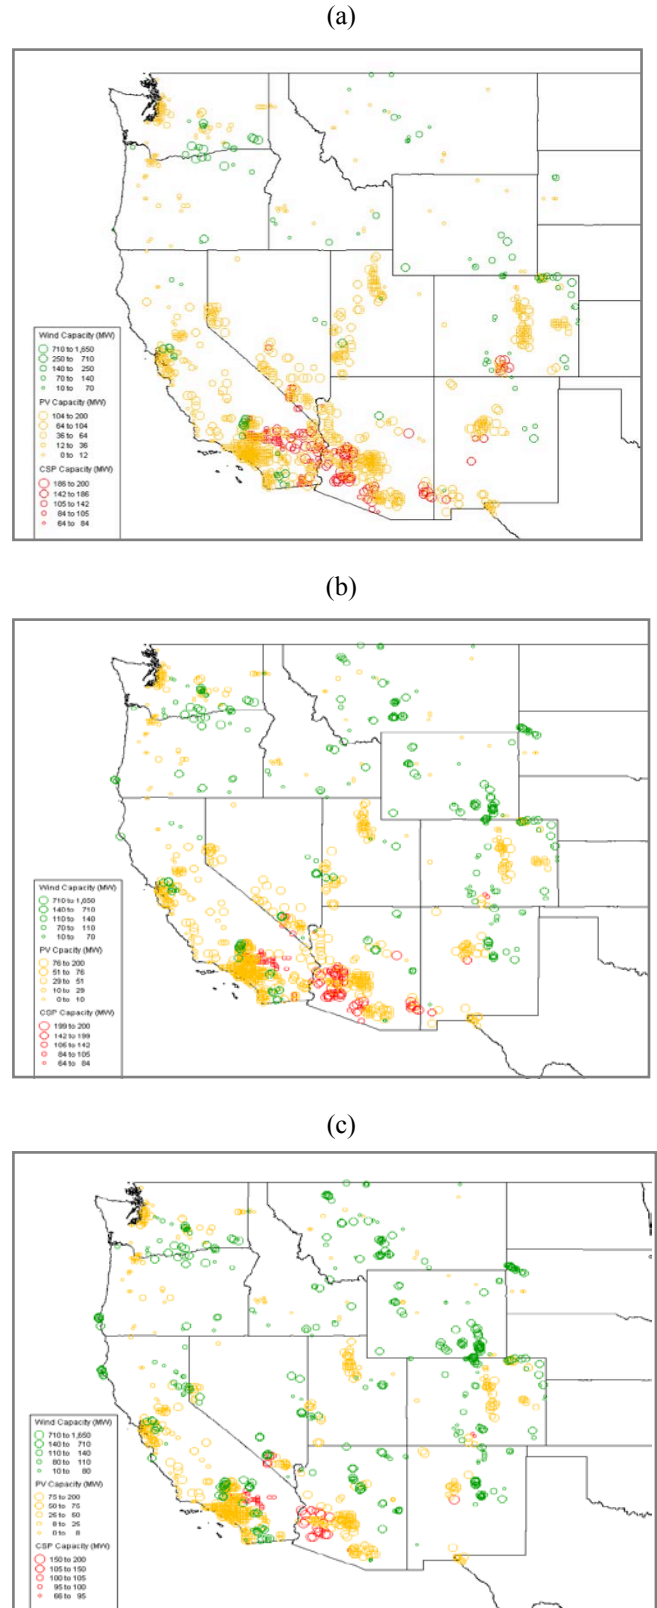 (a)
Wind Capacity (MW)
710 to 1,650
250 to 710
140 to 250
70 to 140
10 to 70
PV Capacity (MW)
104 to 200
64 to 104
36 to 64
12 to 36
0 to 12
CSP Capacity (MW)
186 to 200
142 to 186
105 to 142
84 to 105
64 to 84
(b)
Wind Capacity (MW)
710 to 1,650
140 to 710
110 to 140
70 to 110
10 to 70
PV Cpacity (MW)
76 to 200
51 to 76
29 to 51
10 to 29
0 to 10
CSP Capacity (MW)
199 to 200
142 to 199
106 to 142
84 to 105
64 to 84
(c)
Wind Capacity (MW)
710 to 1,650
140 to 710
110 to 140
80 to 110
10 to 80
PV Capacity (MW)
75 to 200
50 to 75
25 to 50
8 to 25
0 to 8
CSP Capacity (MW)
150 to 200
105 to 150
100 to 105
95 to 100
66 to 95